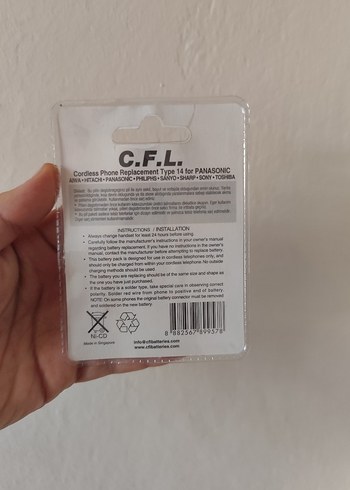 C.F.L.
Cordless Phone Replacement Type 14 for PANASONIC
AIWA • HITACHI • PANASONIC • PHILIPHS • SANYO • SHARP • SONY • TOSHIBA
INSTRUCTIONS / INSTALLATION
• Always change handset for least 24 hours before using
• Carefully follow the manufacturer's instructions in your owner's manual
regarding battery replacement. If you have no instructions in the owner's
manual, contact the manufacturer before attempting to replace battery.
• This battery pack is designed for use in cordless telephones only, and
should only be charged from within your cordless telephone. No outside
charging methods should be used.
• The battery you are replacing should be of the same size and shape as
the one you have just purchased.
• If the battery is a solder type, take special care in observing correct
polarity. Solder red wire from phone to positive end of battery.
NOTE: On some phones the original battery connector must be removed
and soldered on the new battery.
NI-CD
Made in Singapore
8 882367 899578
info@cflbatteries.com
www.cflbatteries.com